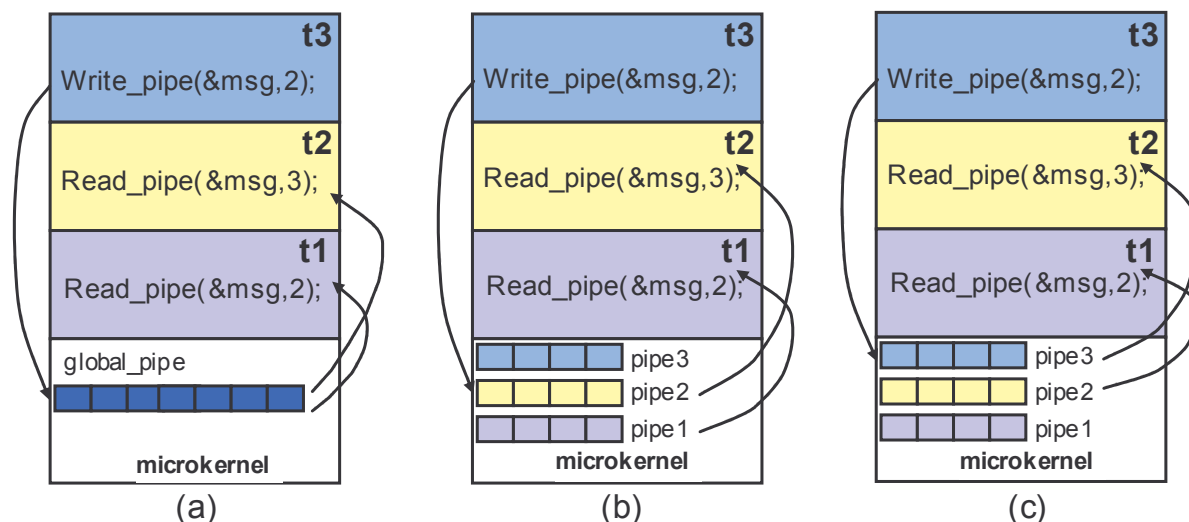 t3
Write_pipe(&msg,2);
t2
Read_pipe(&msg,3);
t1
Read_pipe(&msg,2);
global_pipe
microkernel
(a)
t3
Write_pipe(&msg,2);
t2
Read_pipe(&msg,3);
t1
Read_pipe(&msg,2);
pipe3
pipe2
pipe1
microkernel
(b)
t3
Write_pipe(&msg,2);
t2
Read_pipe(&msg,3);
t1
Read_pipe(&msg,2);
pipe3
pipe2
pipe1
microkernel
(c)